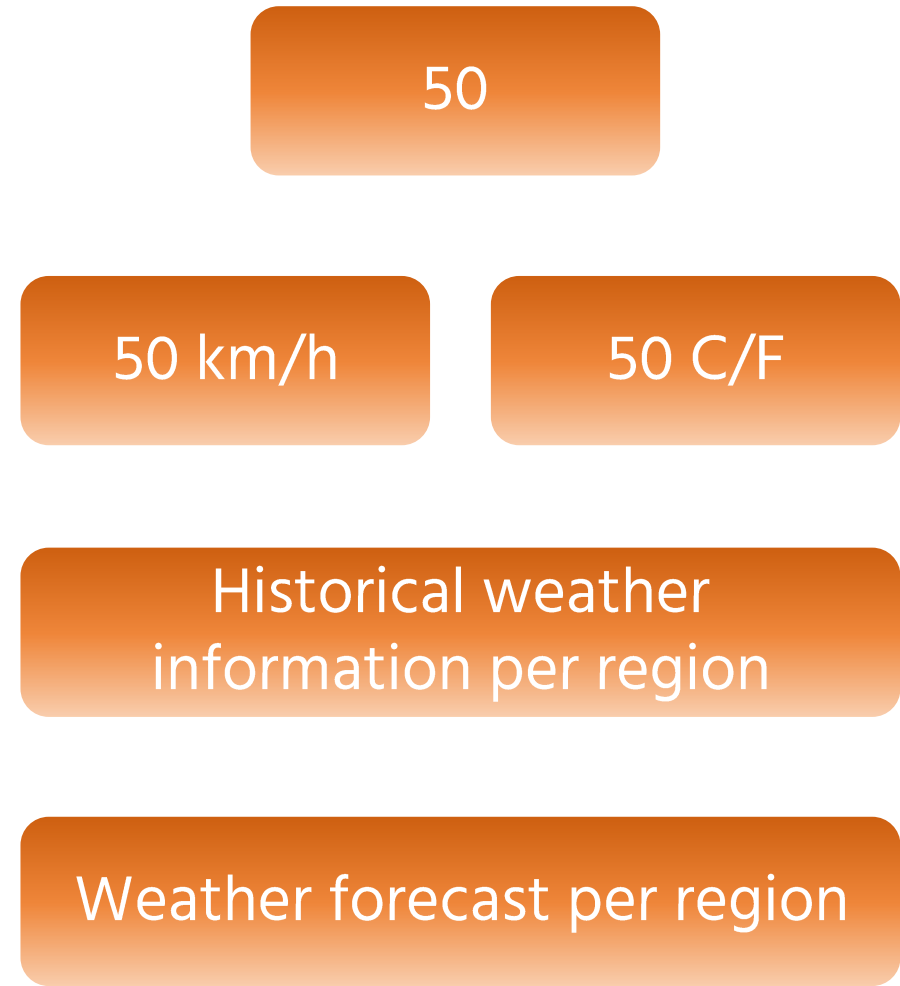 50
50 km/h
50 C/F
Historical weather
information per region
Weather forecast per region